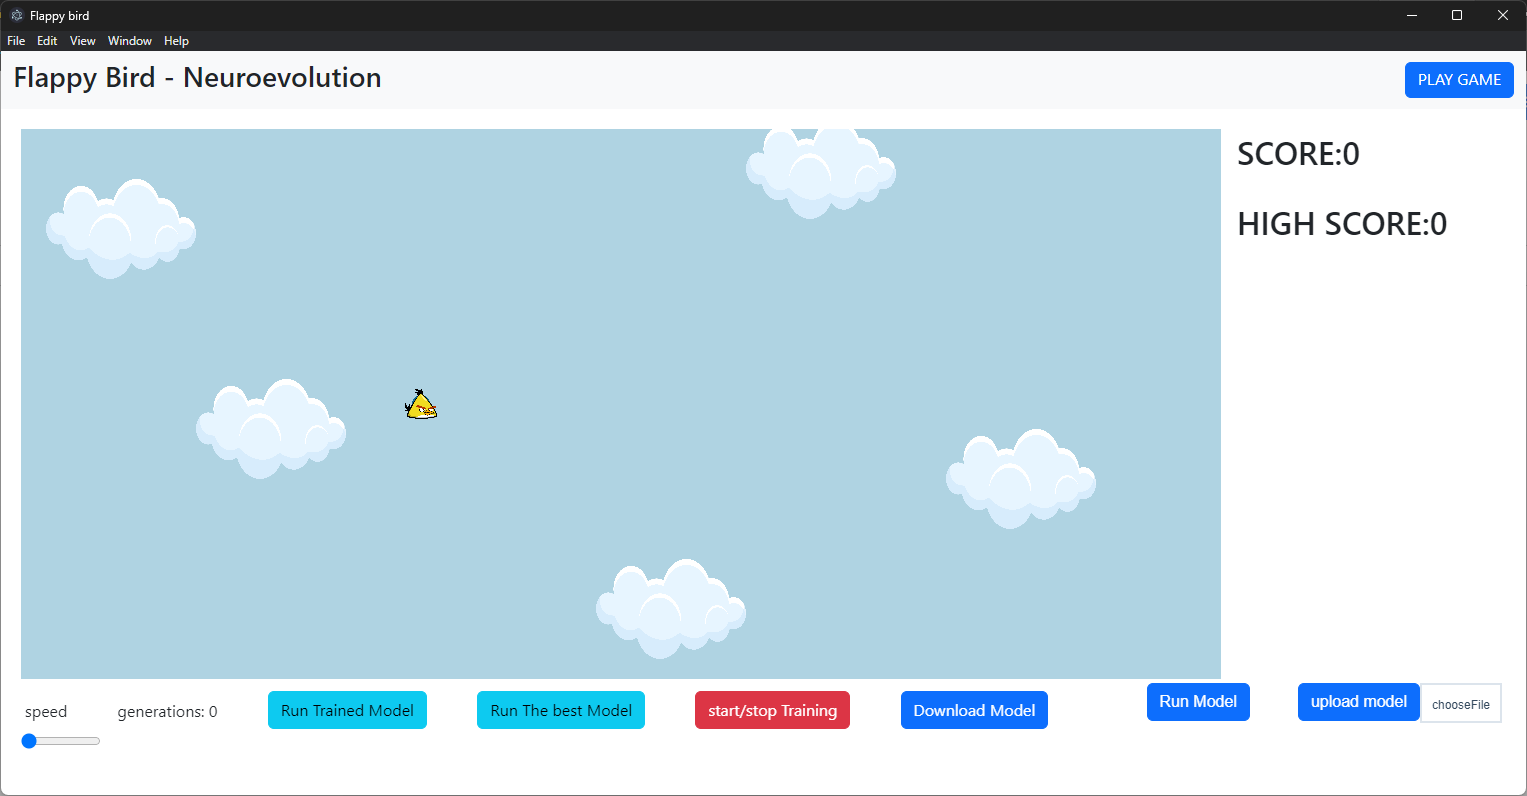 Flappy bird
File Edit View Window Help
Flappy Bird - Neuroevolution
PLAY GAME
SCORE:0
HIGH SCORE:0
speed
generations: 0
Run Trained Model
Run The best Model
start/stop Training
Download Model
Run Model
upload model
chooseFile